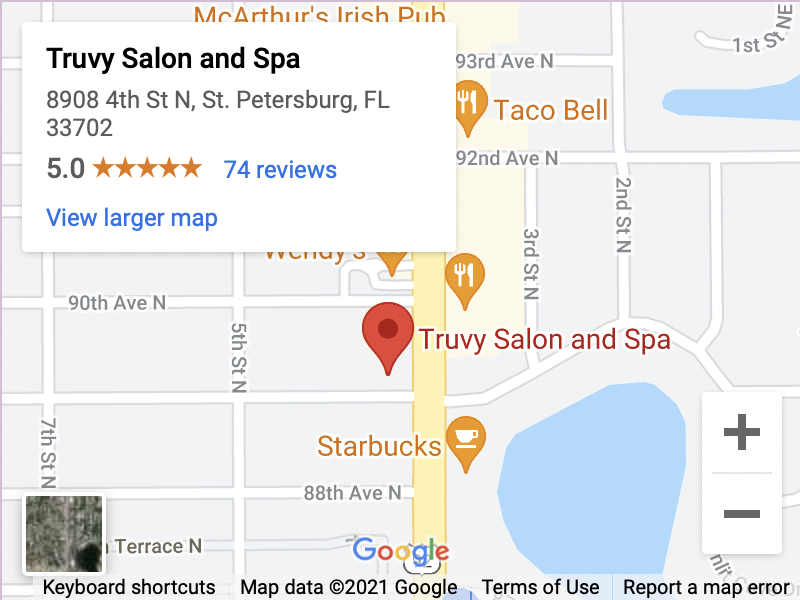 McArthur's Irish Pub
Truvy Salon and Spa
8908 4th St N, St. Petersburg, FL
33702
5.0
74 reviews
View larger map
93rd Ave N
1st St NE
Taco Bell
92nd Ave N
2nd St N
3rd St N
Wendy's
90th Ave N
5th St N
Truvy Salon and Spa
7th St N
Starbucks
88th Ave N
Terrace N
Google
Keyboard shortcuts
Map data ©2021 Google
Terms of Use
Report a map error